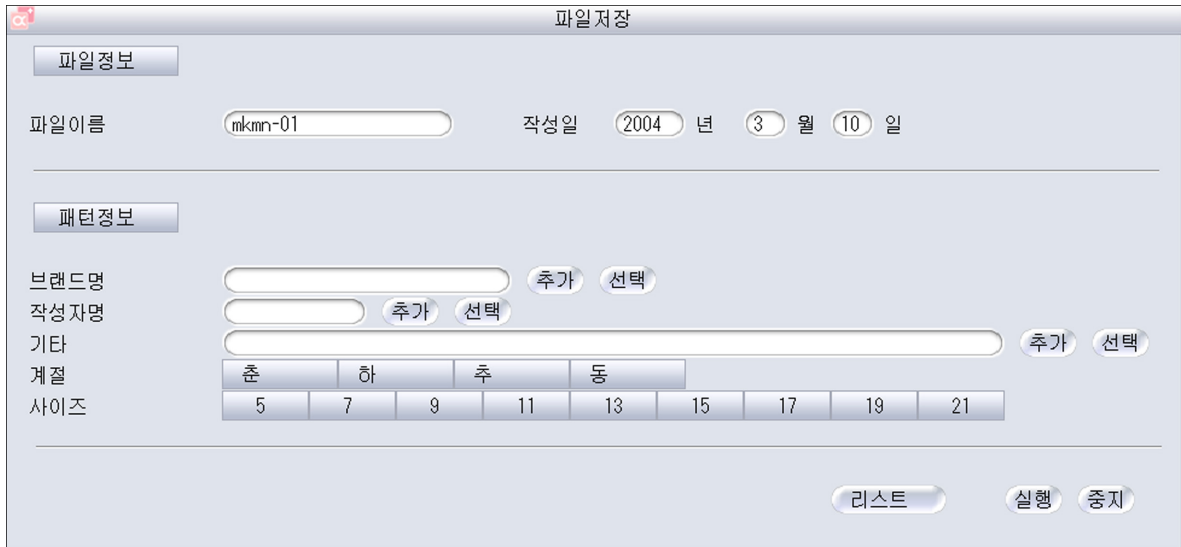 파일저장
파일정보
파일이름 mkmn-01 작성일 2004 년 3 월 10 일
패턴정보
브랜드명 추가 선택
작성자명 추가 선택
기타 추가 선택
계절 춘 하 추 동
사이즈 5 7 9 11 13 15 17 19 21
리스트 실행 중지